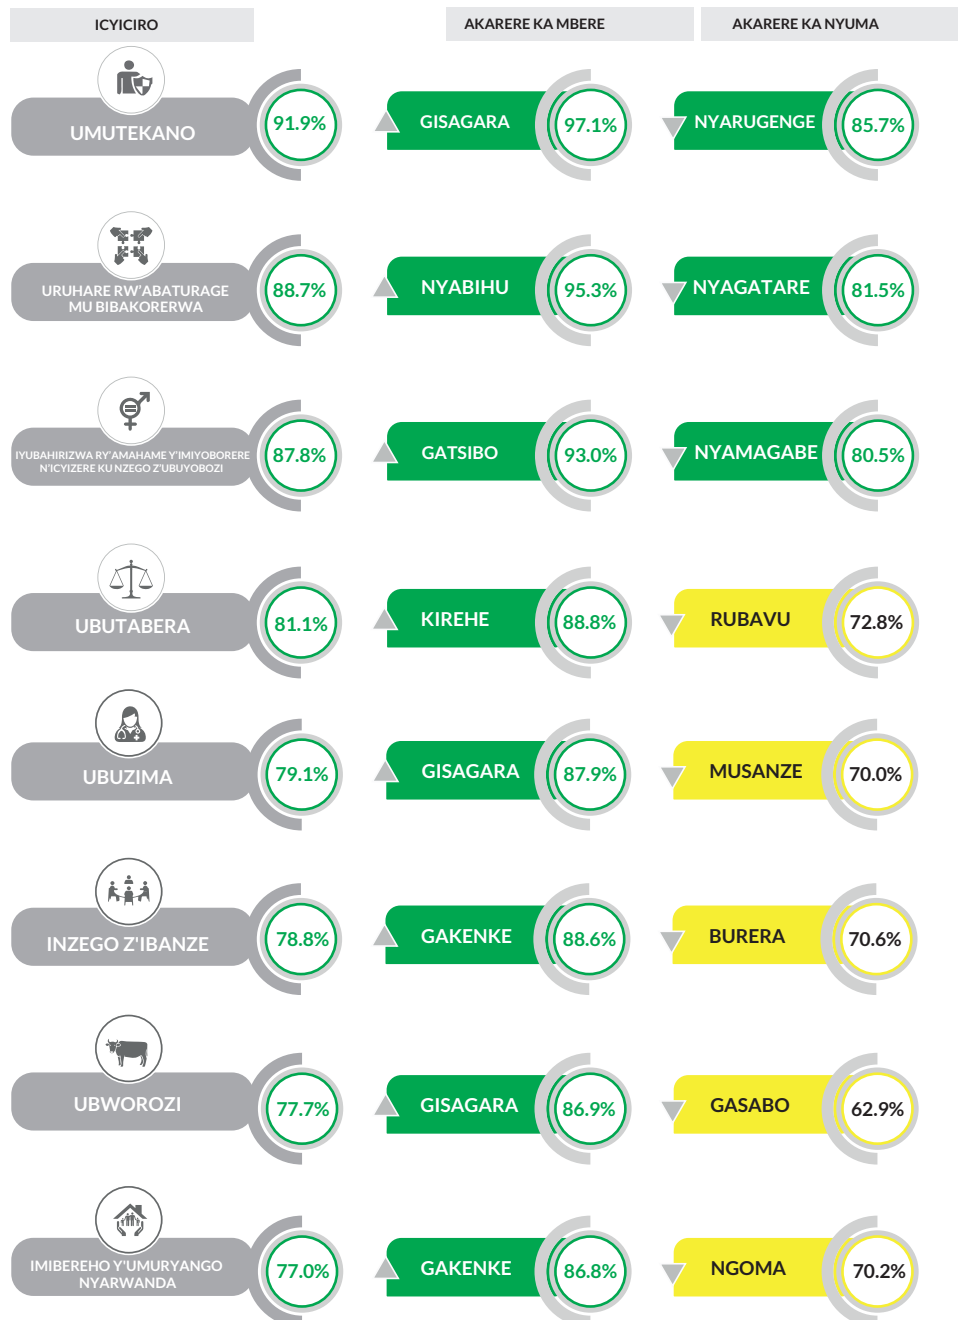 ICYICIRO
AKARERE KA MBERE
AKARERE KA NYUMA
UMUTEKANO
91.9%
GISAGARA
97.1%
NYARUGENGE
85.7%
URUHARE RW'ABATURAGE
MU BIBAKORERWA
88.7%
NYABIHU
95.3%
NYAGATARE
81.5%
IYUBAHIRIZWA RY'AMAHAME Y'IMIYOBORERE
N'ICYIZERE KU NZEGO Z'UBUYOBOZI
87.8%
GATSIBO
93.0%
NYAMAGABE
80.5%
UBUTABERA
81.1%
KIREHE
88.8%
RUBAVU
72.8%
UBUZIMA
79.1%
GISAGARA
87.9%
MUSANZE
70.0%
INZEGO Z'IBANZE
78.8%
GAKENKE
88.6%
BURERA
70.6%
UBWOROZI
77.7%
GISAGARA
86.9%
GASABO
62.9%
IMIBEREHO Y'UMURYANGO
NYARWANDA
77.0%
GAKENKE
86.8%
NGOMA
70.2%